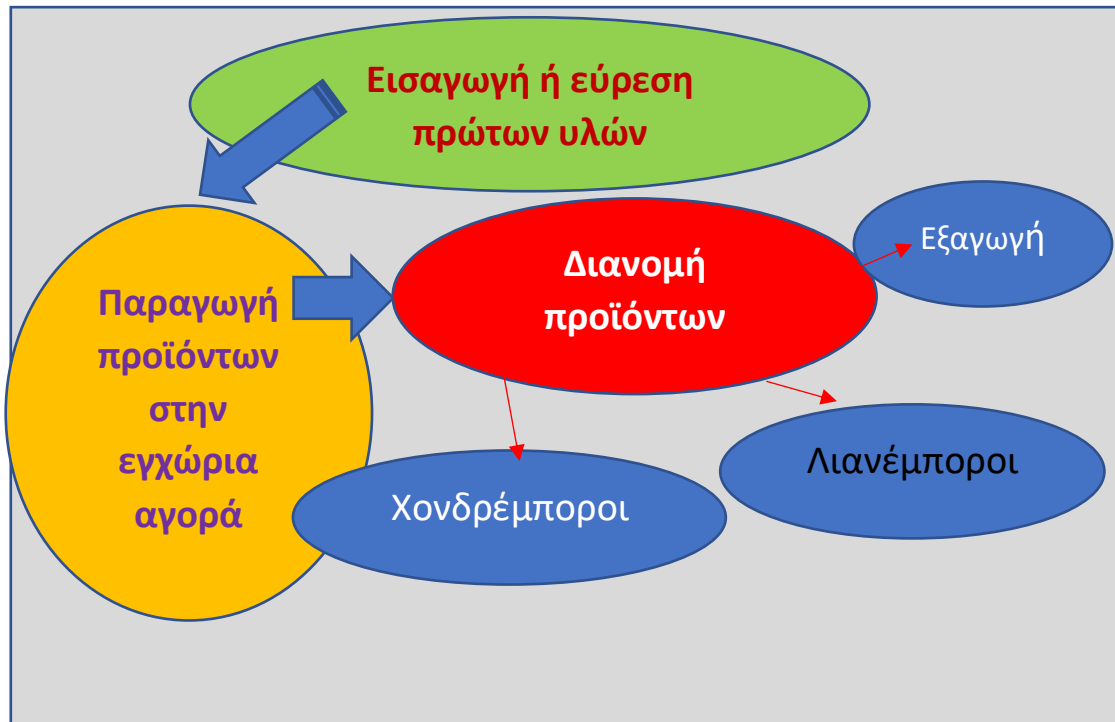 Εισαγωγή ή εύρεση
πρώτων υλών
Παραγωγή
προϊόντων
στην
εγχώρια
αγορά
Διανομή
προϊόντων
Εξαγωγή
Χονδρέμποροι
Λιανέμποροι